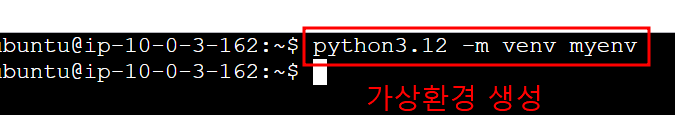 ubuntu@ip-10-0-3-162:~$ python3.12 -m venv myenv
ubuntu@ip-10-0-3-162:~$
가상환경 생성